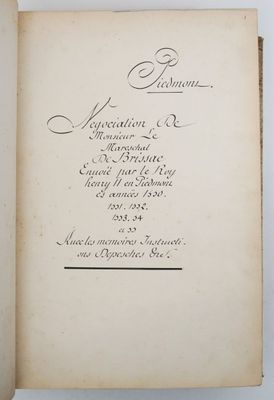 Piedmont.
Negociation De
Monsieur Le
Mareschal
De Brissac
Envoié par le Roy
henry II en Piedmont
és années 1550.
1551. 1552.
1553. 54
et 55
Avec les memoires Instructi-
ons Depesches